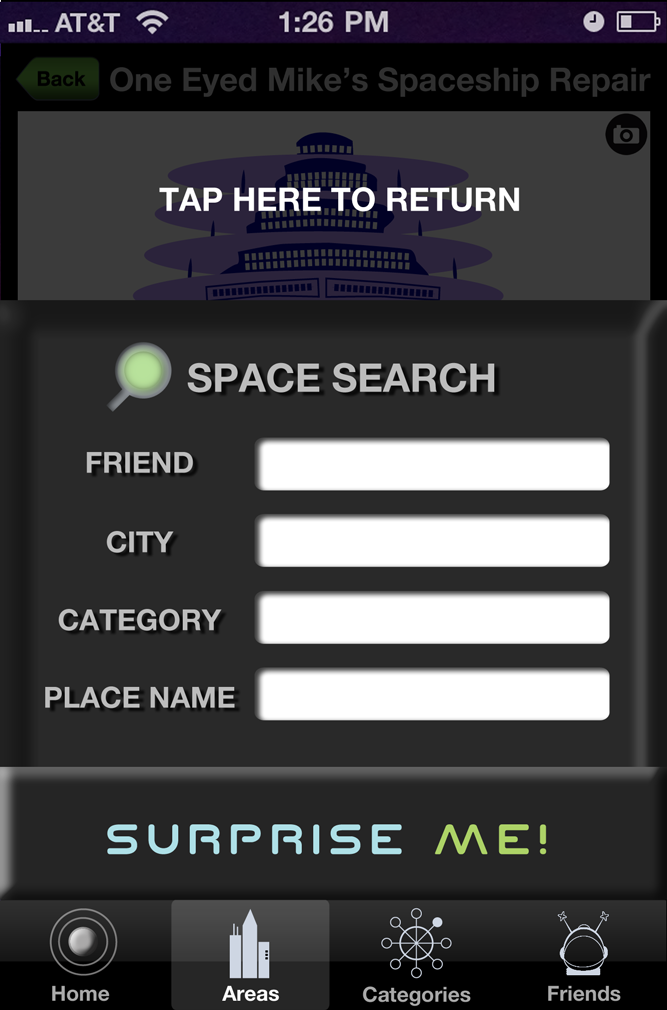 AT&T 1:26 PM
Back One Eyed Mike's Spaceship Repair
TAP HERE TO RETURN
SPACE SEARCH
FRIEND
CITY
CATEGORY
PLACE NAME
SURPRISE ME!
Home Areas Categories Friends